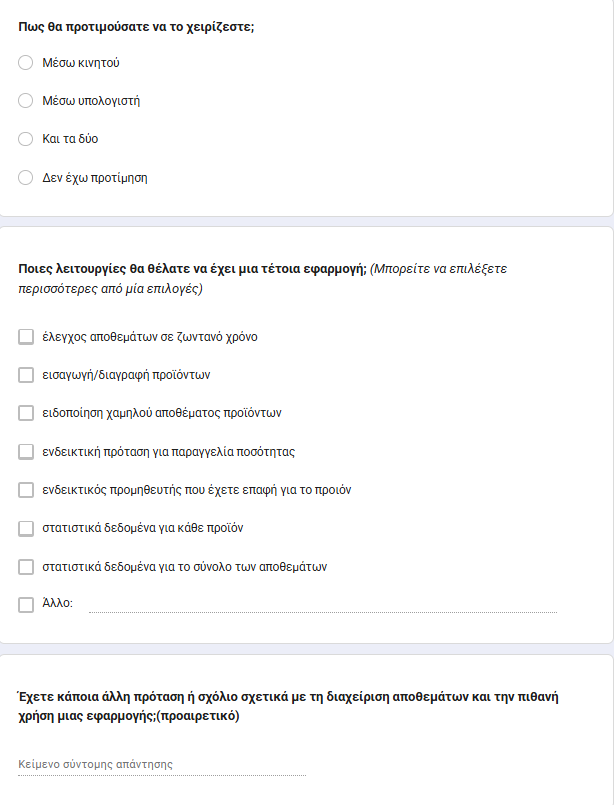 Πως θα προτιμούσατε να το χειρίζεστε;
Μέσω κινητού
Μέσω υπολογιστή
Και τα δύο
Δεν έχω προτίμηση
Ποιες λειτουργίες θα θέλατε να έχει μια τέτοια εφαρμογή; (Μπορείτε να επιλέξετε
περισσότερες από μία επιλογές)
έλεγχος αποθεμάτων σε ζωντανό χρόνο
εισαγωγή/διαγραφή προϊόντων
ειδοποίηση χαμηλού αποθέματος προϊόντων
ενδεικτική πρόταση για παραγγελία ποσότητας
ενδεικτικός προμηθευτής που έχετε επαφή για το προιόν
στατιστικά δεδομένα για κάθε προϊόν
στατιστικά δεδομένα για το σύνολο των αποθεμάτων
Άλλο:
Έχετε κάποια άλλη πρόταση ή σχόλιο σχετικά με τη διαχείριση αποθεμάτων και την πιθανή
χρήση μιας εφαρμογής;(προαιρετικό)
Κείμενο σύντομης απάντησης